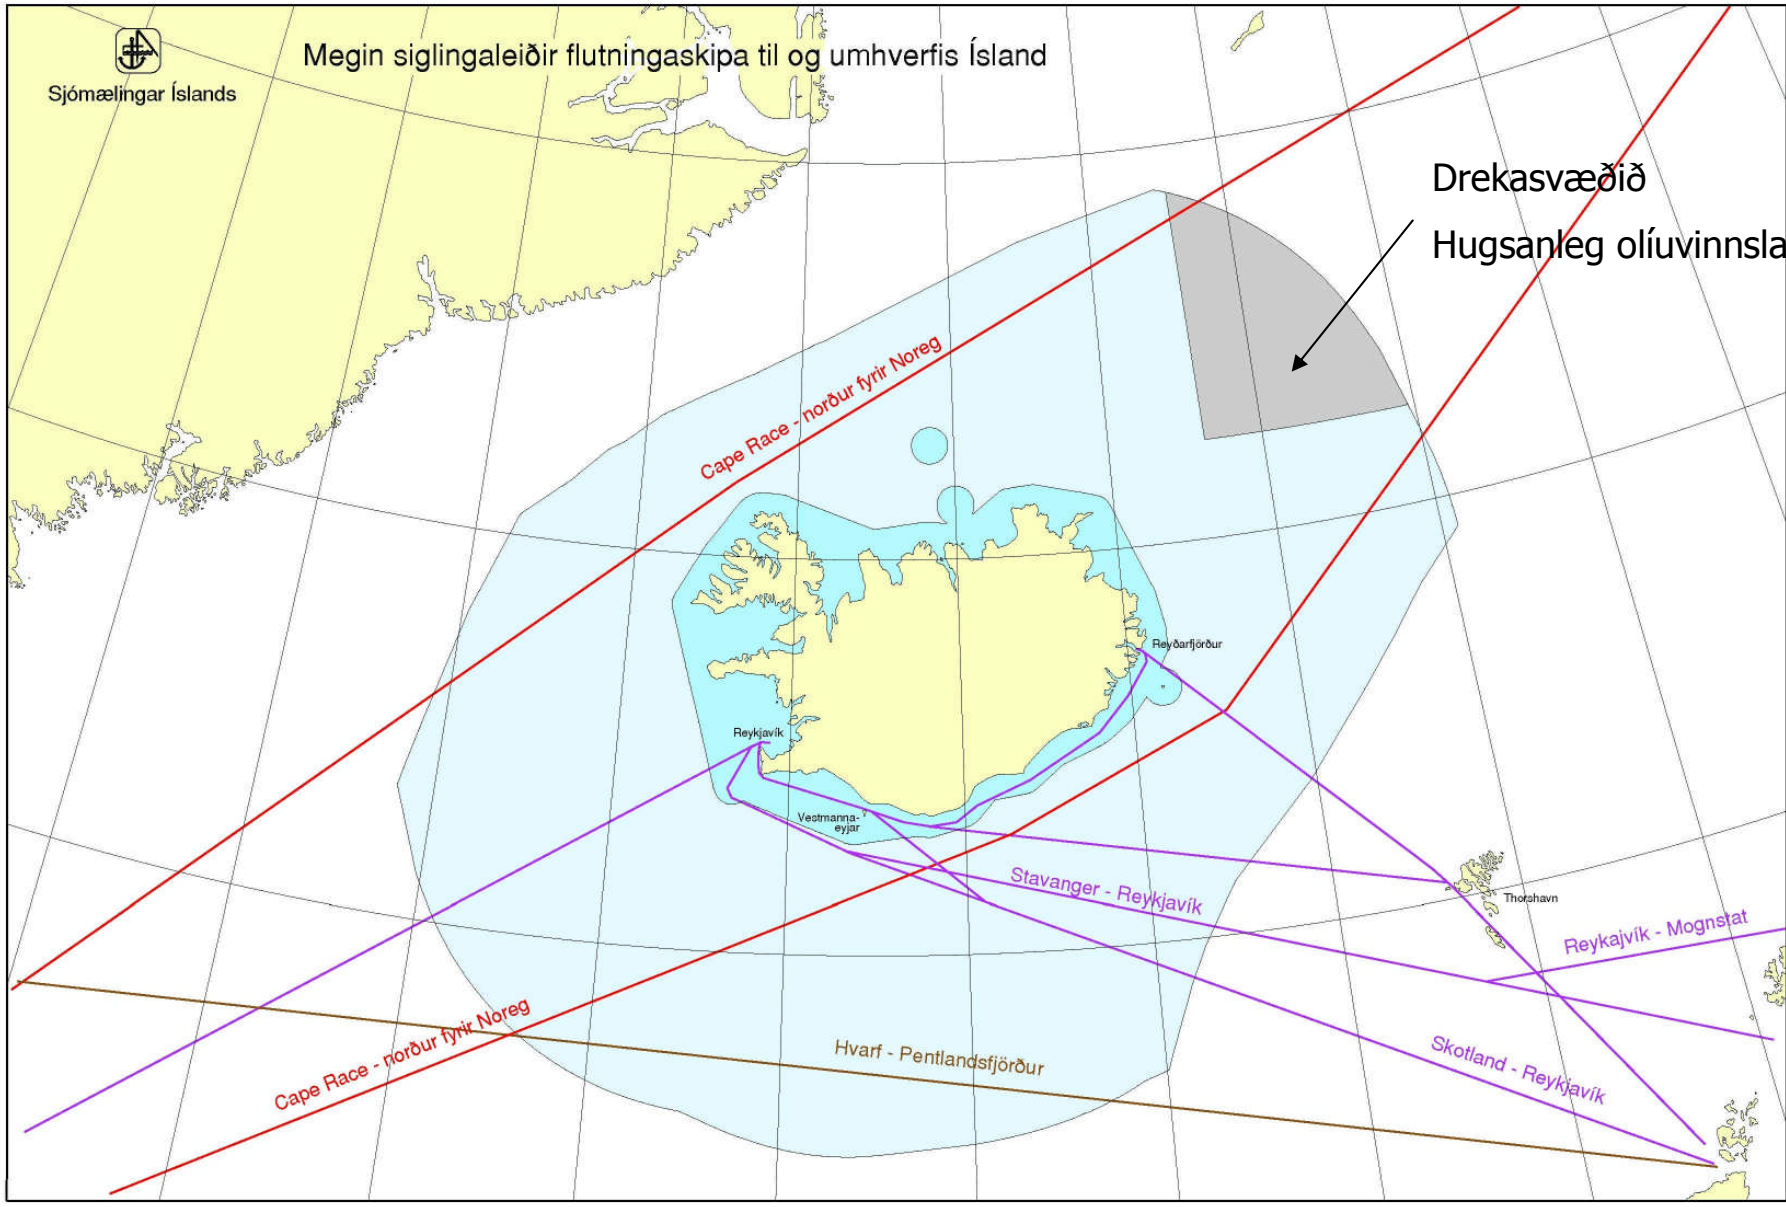 Megin siglingaleiðir flutningaskipa til og umhverfis Ísland
Sjómælingar Íslands
Drekasvæðið
Hugsanleg olíuvinnsla
Cape Race - norður fyrir Noreg
Reyðarfjörður
Reykjavík
Vestmanna-
eyjar
Stavanger - Reykjavík
Thorshavn
Reykajvík - Mognstat
Cape Race - norður fyrir Noreg
Hvarf - Pentlandsfjörður
Skotland - Reykjavík